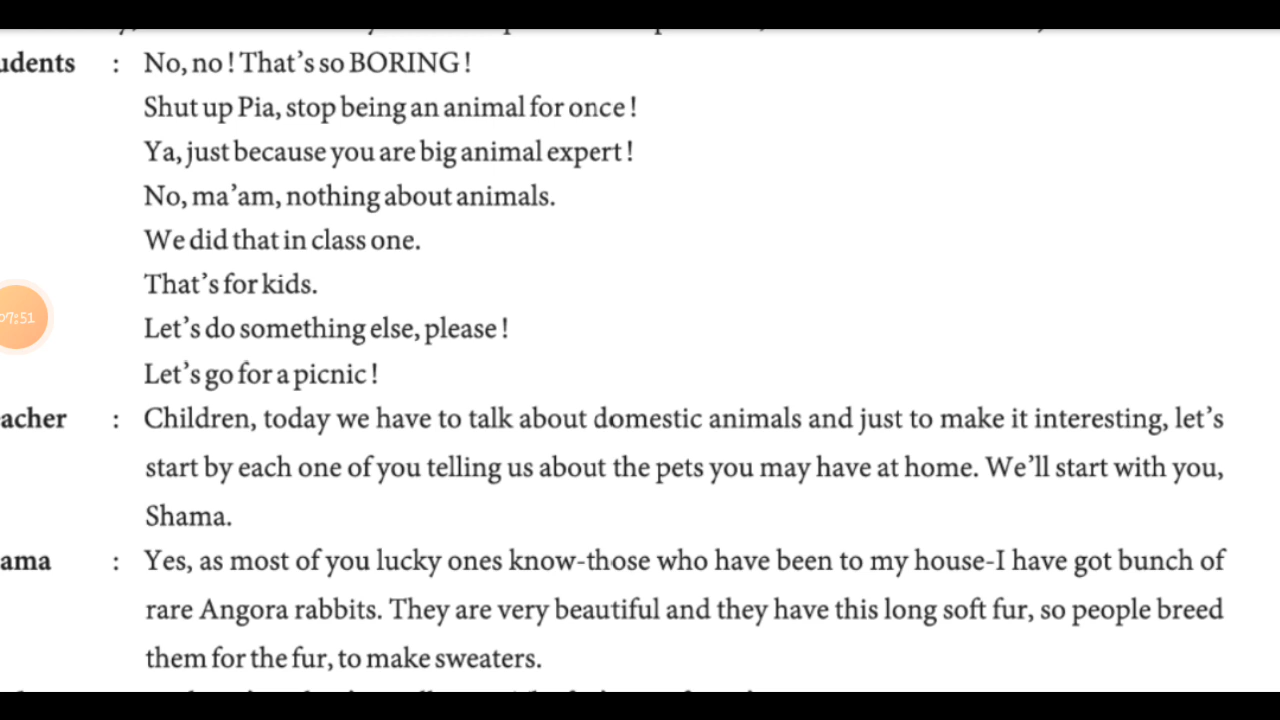 udents : No, no ! That's so BORING !
Shut up Pia, stop being an animal for once !
Ya, just because you are big animal expert !
No, ma'am, nothing about animals.
We did that in class one.
That's for kids.
07:51
Let's do something else, please !
Let's go for a picnic !
acher : Children, today we have to talk about domestic animals and just to make it interesting, let's
start by each one of you telling us about the pets you may have at home. We'll start with you,
Shama.
ama : Yes, as most of you lucky ones know-those who have been to my house-I have got bunch of
rare Angora rabbits. They are very beautiful and they have this long soft fur, so people breed
them for the fur, to make sweaters.